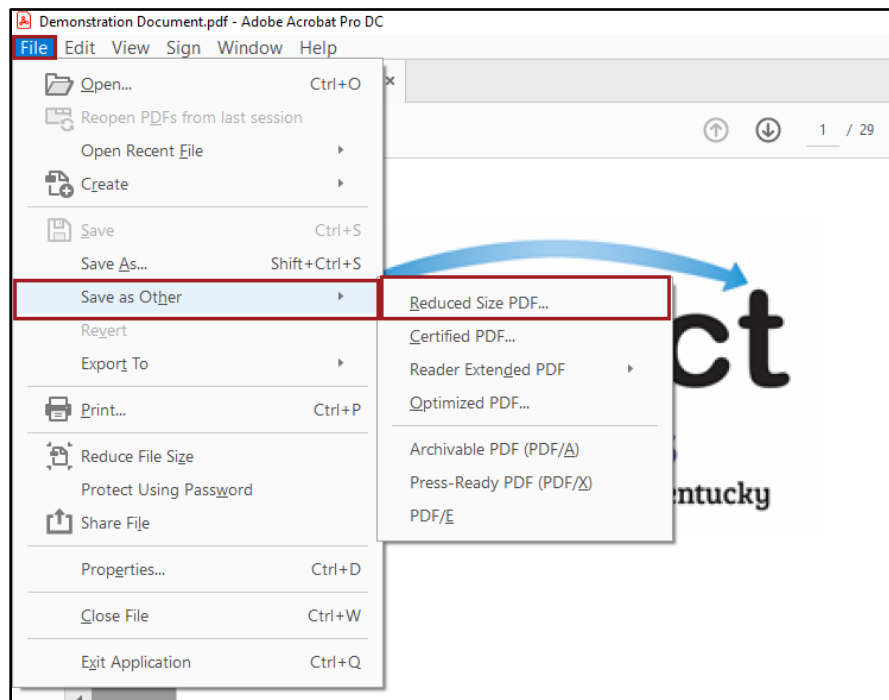 Demonstration Document.pdf - Adobe Acrobat Pro DC
File Edit View Sign Window Help
Open... Ctrl+O
Reopen PDFs from last session
Open Recent File
Create
Save Ctrl+S
Save As... Shift+Ctrl+S
Save as Other
Revert
Export To
Print... Ctrl+P
Reduce File Size
Protect Using Password
Share File
Properties... Ctrl+D
Close File Ctrl+W
Exit Application Ctrl+Q
Reduced Size PDF...
Certified PDF...
Reader Extended PDF
Optimized PDF...
Archivable PDF (PDF/A)
Press-Ready PDF (PDF/X)
PDF/E
1 / 29
ct
entucky